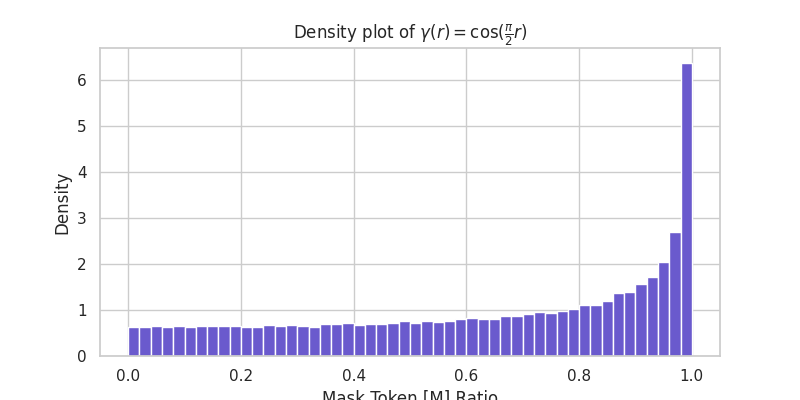 Density plot of γ(r) = cos(π/2 r)
Density
6
5
4
3
2
1
0
0.0 0.2 0.4 0.6 0.8 1.0
Mask Token [M] Ratio